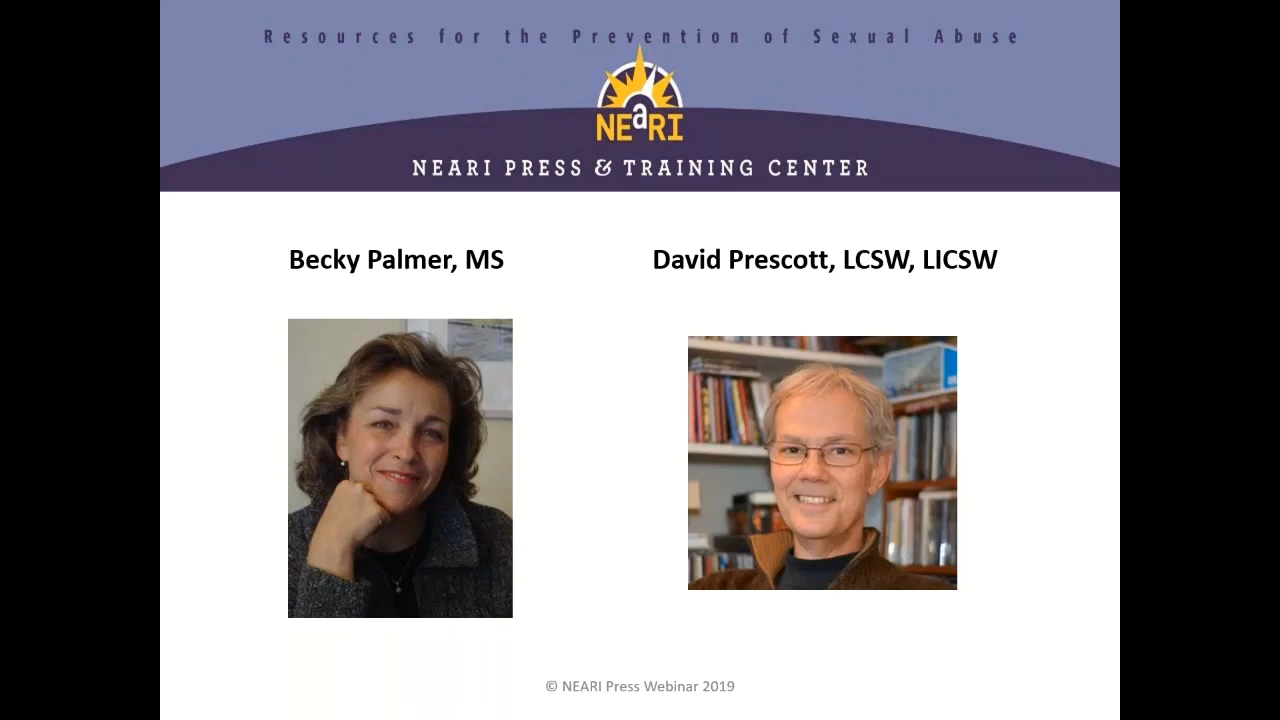 Resources for the Prevention of Sexual Abuse
NEaRI
NEARI PRESS & TRAINING CENTER
Becky Palmer, MS
David Prescott, LCSW, LICSW
© NEARI Press Webinar 2019